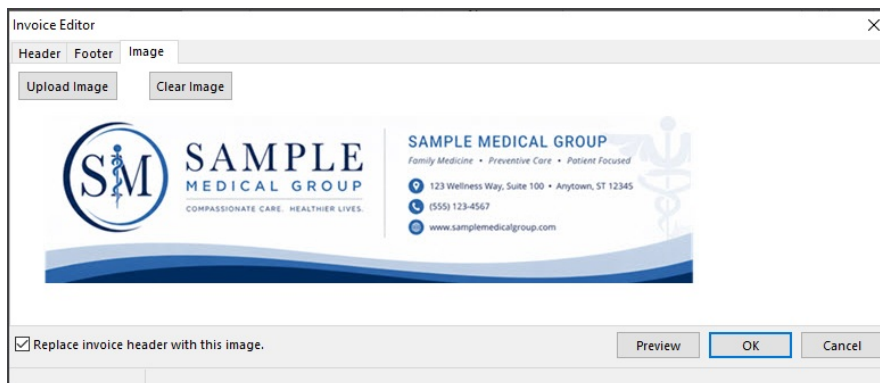 Invoice Editor
Header Footer Image
Upload Image Clear Image
SM
SAMPLE
MEDICAL GROUP
COMPASSIONATE CARE. HEALTHIER LIVES.
SAMPLE MEDICAL GROUP
Family Medicine • Preventive Care • Patient Focused
123 Wellness Way, Suite 100 • Anytown, ST 12345
(555) 123-4567
www.samplemedicalgroup.com
Replace invoice header with this image.
Preview OK Cancel